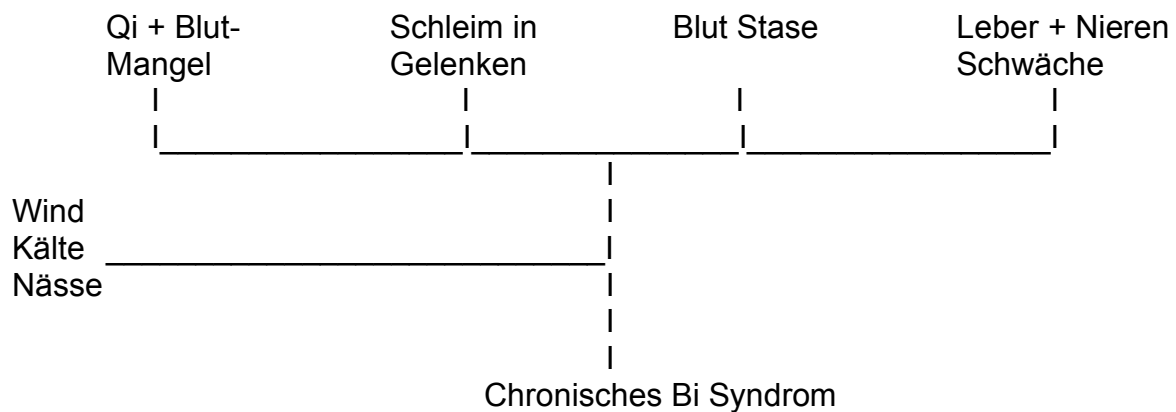 Qi + Blut- Schleim in Blut Stase Leber + Nieren
Mangel Gelenken Schwäche
Wind
Kälte
Nässe
Chronisches Bi Syndrom